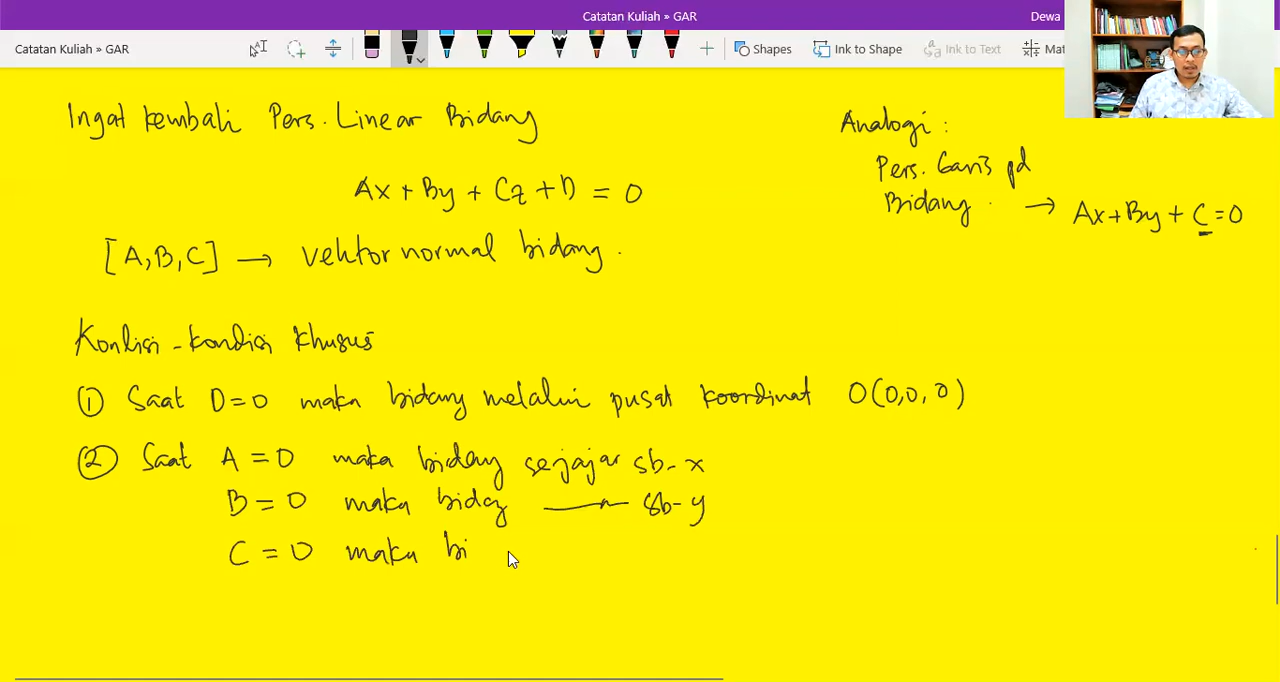 Catatan Kuliah » GAR
Dewa
Catatan Kuliah » GAR
Shapes
Ink to Shape
Ink to Text
Mat
Ingat kembali Pers. Linear Bidang
Ax + By + Cz + D = 0
[A, B, C] → vektor normal bidang.
Analogi :
Pers. Garis pd
Bidang. → Ax + By + C = 0
Kondisi - kondisi khusus
① Saat D = 0 maka bidang melalui pusat koordinat O(0,0,0)
② Saat A = 0 maka bidang sejajar sb-x
B = 0 maka bidang —— sb-y
C = 0 maka bi